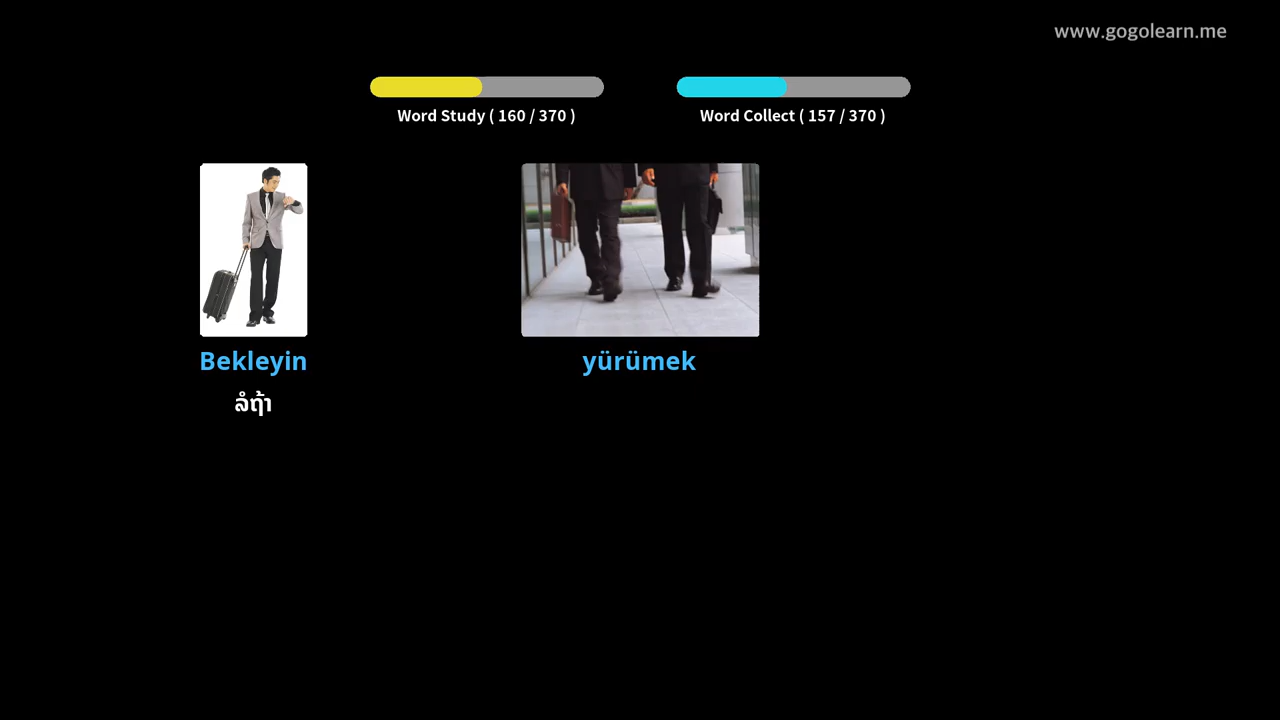 www.gogolearn.me
Word Study ( 160 / 370 )
Word Collect ( 157 / 370 )
Bekleyin
yürümek
ລໍຖ້າ